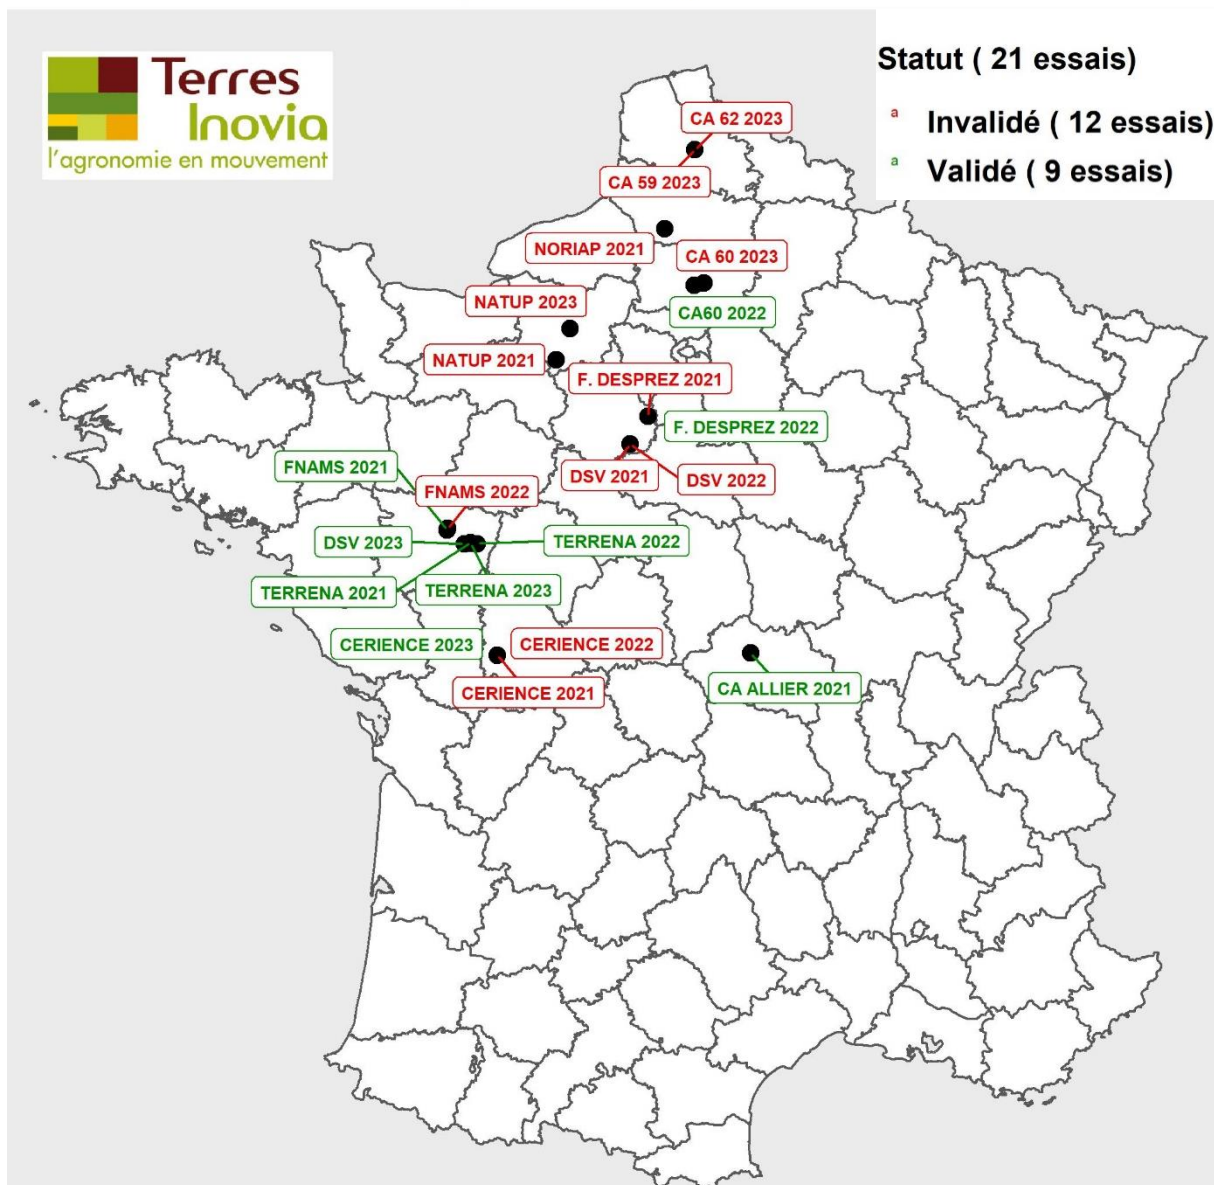 Terres
Inovia
l'agronomie en mouvement
Statut ( 21 essais)
a Invalidé ( 12 essais)
a Validé ( 9 essais)
CA 62 2023
CA 59 2023
NORIAP 2021
CA 60 2023
NATUP 2023
CA60 2022
NATUP 2021
F. DESPREZ 2021
F. DESPREZ 2022
FNAMS 2021
DSV 2021
DSV 2022
FNAMS 2022
DSV 2023
TERRENA 2022
TERRENA 2021
TERRENA 2023
CERIENCE 2023
CERIENCE 2022
CERIENCE 2021
CA ALLIER 2021